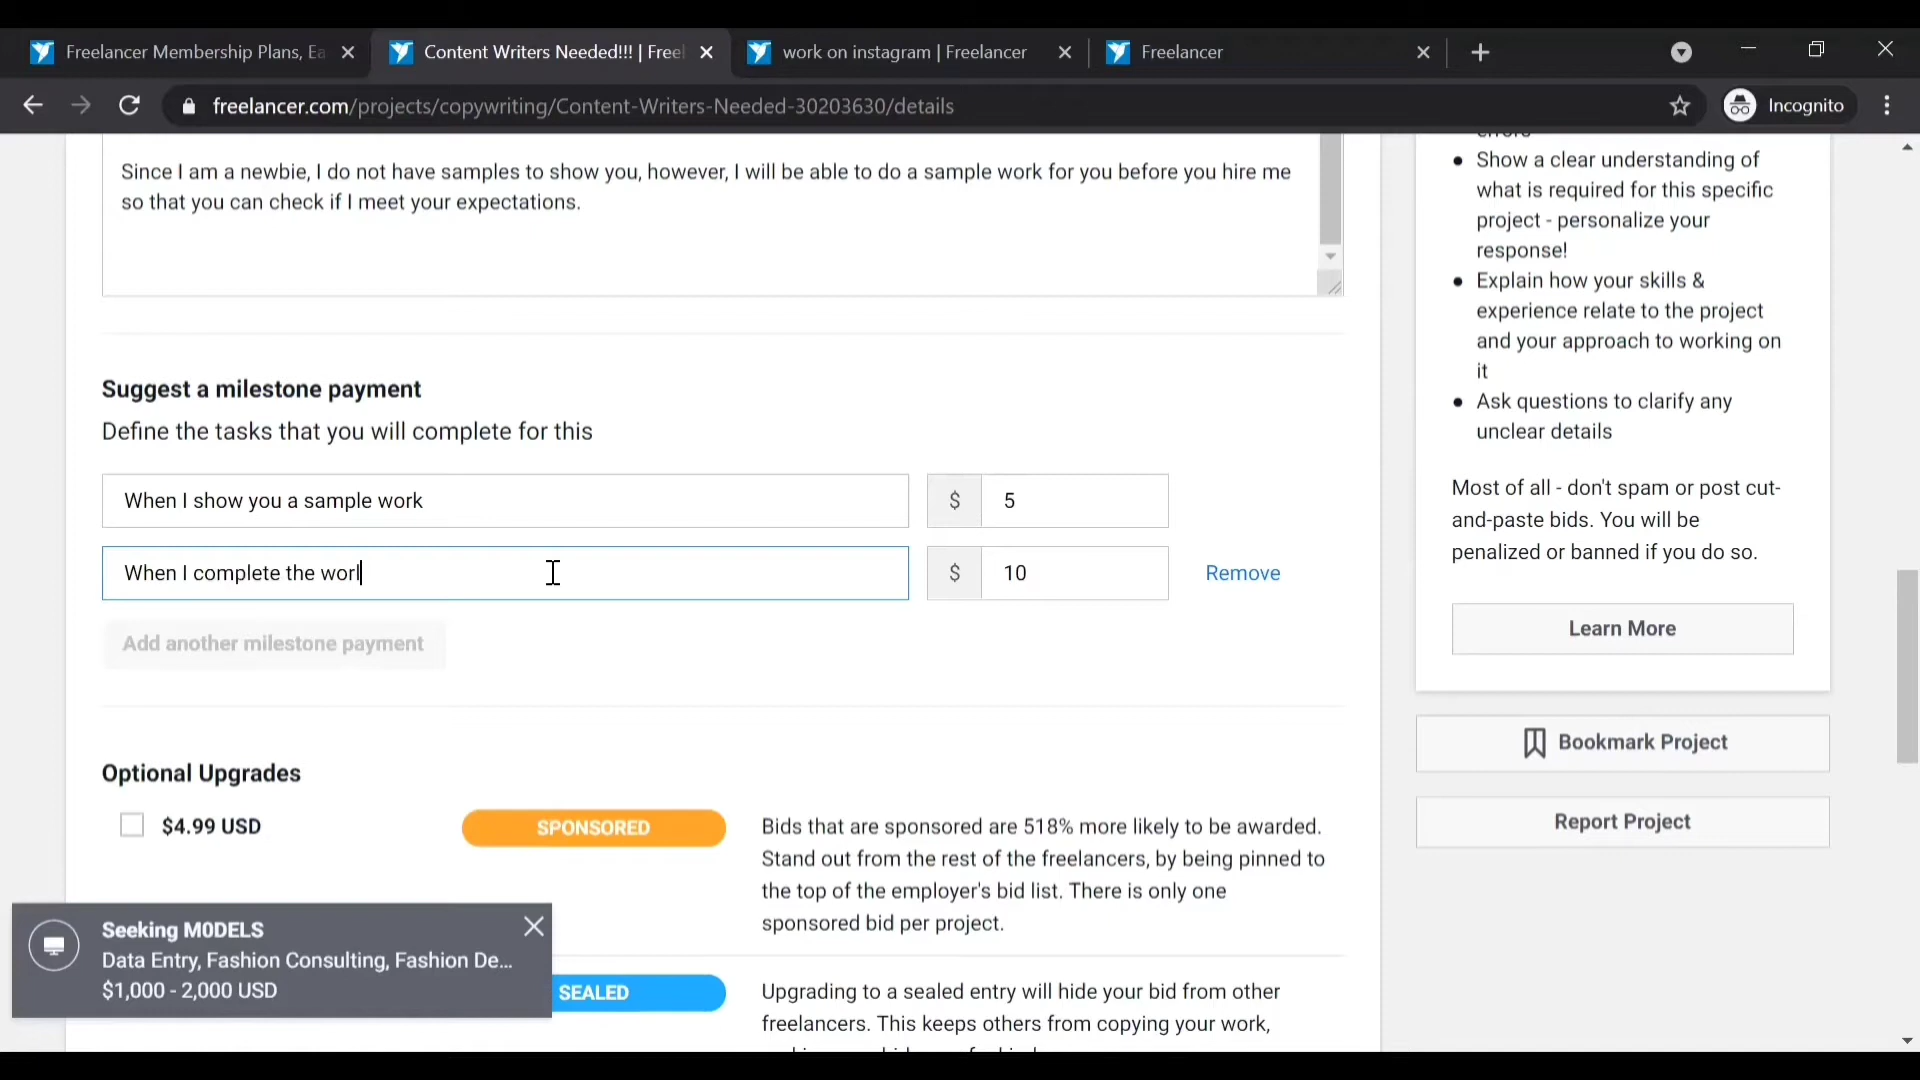 Freelancer Membership Plans, Ea
Content Writers Needed!!! | Free
work on instagram | Freelancer
Freelancer
freelancer.com/projects/copywriting/Content-Writers-Needed-30203630/details
Incognito
Since I am a newbie, I do not have samples to show you, however, I will be able to do a sample work for you before you hire me
so that you can check if I meet your expectations.
Suggest a milestone payment
Define the tasks that you will complete for this
When I show you a sample work
$ 5
When I complete the worl
$ 10
Remove
Add another milestone payment
Optional Upgrades
$4.99 USD
SPONSORED
Bids that are sponsored are 518% more likely to be awarded.
Stand out from the rest of the freelancers, by being pinned to
the top of the employer's bid list. There is only one
sponsored bid per project.
SEALED
Upgrading to a sealed entry will hide your bid from other
freelancers. This keeps others from copying your work,
Seeking M0DELS
Data Entry, Fashion Consulting, Fashion De...
$1,000 - 2,000 USD
errors
• Show a clear understanding of
what is required for this specific
project - personalize your
response!
• Explain how your skills &
experience relate to the project
and your approach to working on
it
• Ask questions to clarify any
unclear details
Most of all - don't spam or post cut-
and-paste bids. You will be
penalized or banned if you do so.
Learn More
Bookmark Project
Report Project